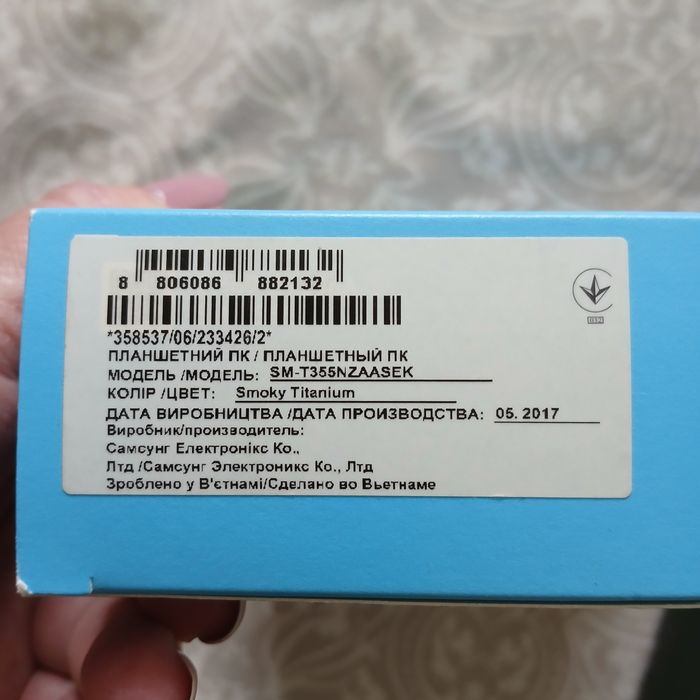 8 806086 882132
*358537/06/233426/2*
ПЛАНШЕТНИЙ ПК / ПЛАНШЕТНЫЙ ПК
МОДЕЛЬ /МОДЕЛЬ: SM-T355NZAASEK
КОЛІР /ЦВЕТ: Smoky Titanium
ДАТА ВИРОБНИЦТВА /ДАТА ПРОИЗВОДСТВА: 05. 2017
Виробник/производитель:
Самсунг Електронікс Ко.,
Лтд /Самсунг Электроникс Ко., Лтд
Зроблено у В'єтнамі/Сделано во Вьетнаме